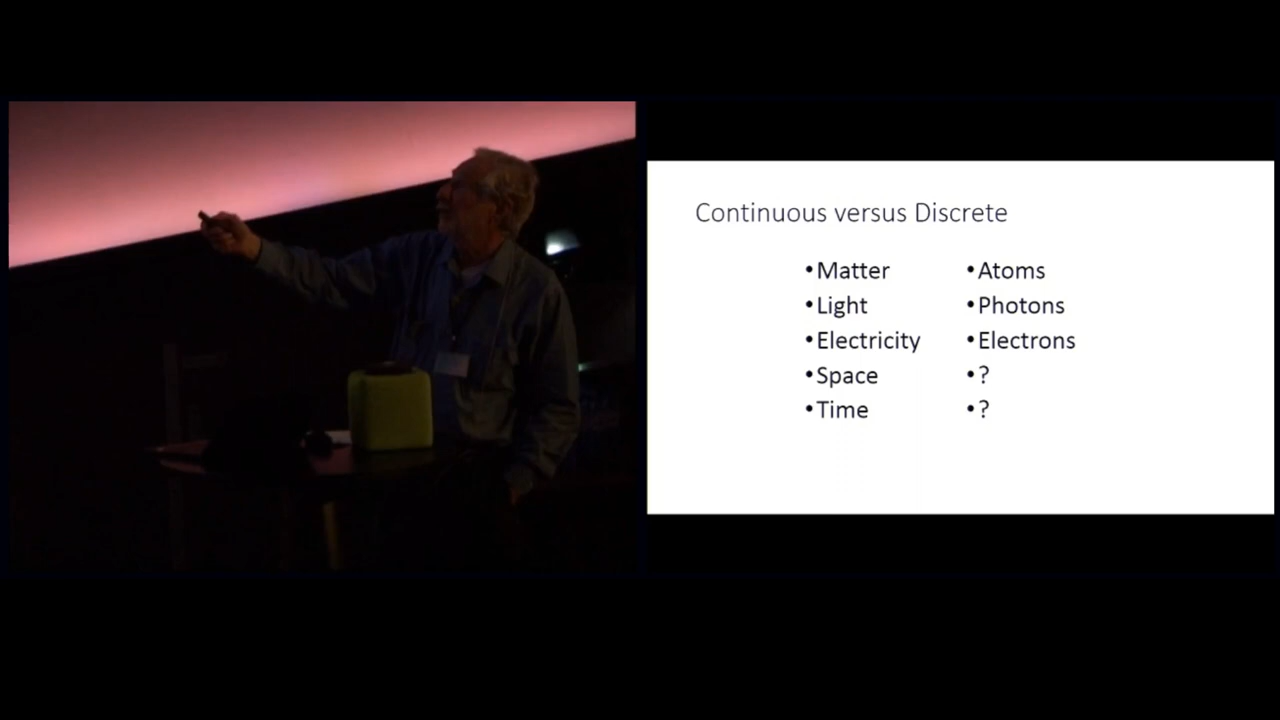 Continuous versus Discrete
•Matter
•Light
•Electricity
•Space
•Time
•Atoms
•Photons
•Electrons
•?
•?